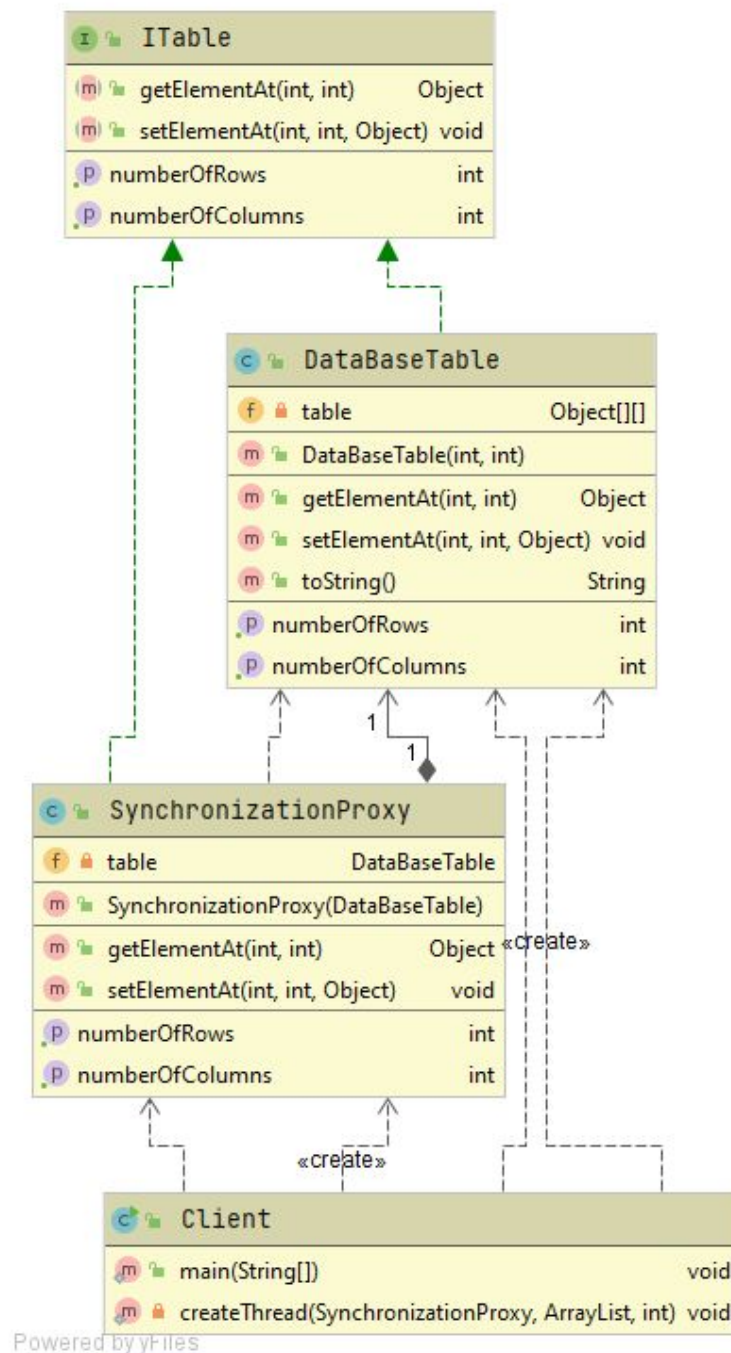 I ITable
m getElementAt(int, int) Object
m setElementAt(int, int, Object) void
p numberOfRows int
p numberOfColumns int
c DataBaseTable
f table Object[][]
m DataBaseTable(int, int)
m getElementAt(int, int) Object
m setElementAt(int, int, Object) void
m toString() String
p numberOfRows int
p numberOfColumns int
1
1
c SynchronizationProxy
f table DataBaseTable
m SynchronizationProxy(DataBaseTable)
m getElementAt(int, int) Object
«create»
m setElementAt(int, int, Object) void
p numberOfRows int
p numberOfColumns int
«create»
c Client
m main(String[]) void
m createThread(SynchronizationProxy, ArrayList, int) void
Powered by yFiles